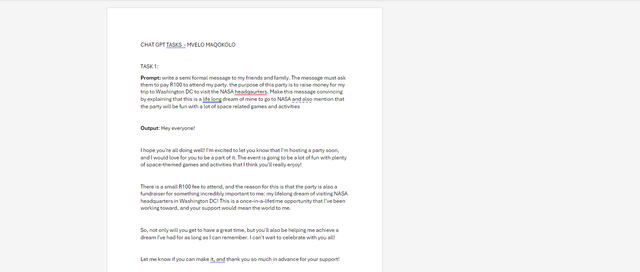 CHAT GPT TASKS - MVELO MAQOKOLO
TASK 1:
Prompt: write a semi formal message to my friends and family. The message must ask
them to pay R100 to attend my party, the purpose of this party is to raise money for my
trip to Washington DC to visit the NASA headqaurters. Make this message convincing
by explaining that this is a life long dream of mine to go to NASA and also mention that
the party will be fun with a lot of space related games and activities
Output: Hey everyone!
I hope you're all doing well! I'm excited to let you know that I'm hosting a party soon,
and I would love for you to be a part of it. The event is going to be a lot of fun with plenty
of space-themed games and activities that I think you'll really enjoy!
There is a small R100 fee to attend, and the reason for this is that the party is also a
fundraiser for something incredibly important to me: my lifelong dream of visiting NASA
headquarters in Washington DC! This is a once-in-a-lifetime opportunity that I've been
working toward, and your support would mean the world to me.
So, not only will you get to have a great time, but you'll also be helping me achieve a
dream I've had for as long as I can remember. I can't wait to celebrate with you all!
Let me know if you can make it, and thank you so much in advance for your support!